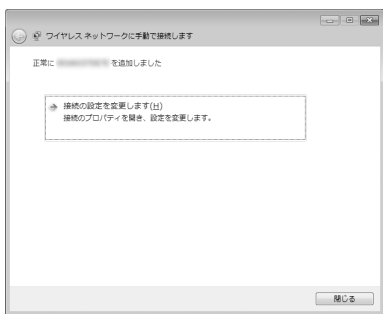 ワイヤレス ネットワークに手動で接続します
正常に を追加しました
接続の設定を変更します(H)
接続のプロパティを開き、設定を変更します。
閉じる